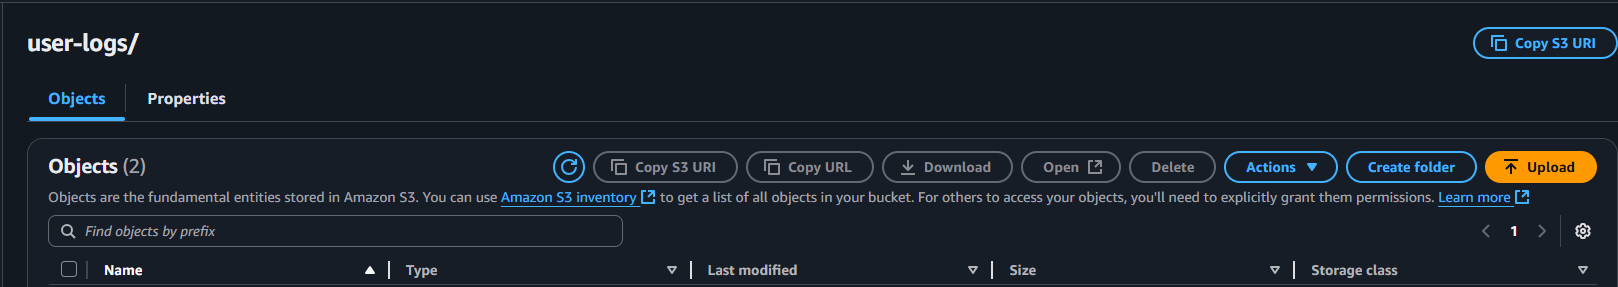 user-logs/
Copy S3 URI
Objects Properties
Objects (2)
Copy S3 URI Copy URL Download Open Delete Actions Create folder Upload
Objects are the fundamental entities stored in Amazon S3. You can use Amazon S3 inventory to get a list of all objects in your bucket. For others to access your objects, you'll need to explicitly grant them permissions. Learn more
Find objects by prefix
1
Name Type Last modified Size Storage class